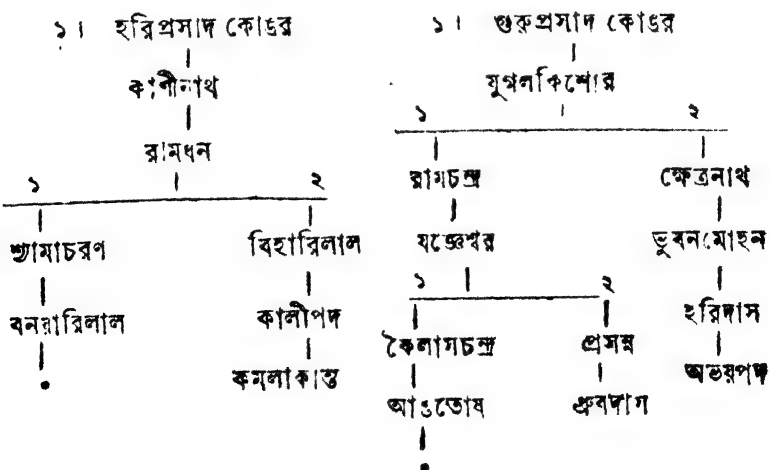 ১। হরিপ্রসাদ কোঙর
কালীনাথ
রামধন
১ ২
শ্যামাচরণ বিহারিলাল
বনয়ারিলাল কালীপদ
কমলাকান্ত
১। গুরুপ্রসাদ কোঙর
যুগলকিশোর
১ ২
রামচন্দ্র ক্ষেত্রনাথ
যজ্ঞেশ্বর ভুবনমোহন
১ ২
হরিদাস
কৈলাসচন্দ্র প্রসন্ন
অভয়পদ
আশুতোষ ধ্রুবদাস